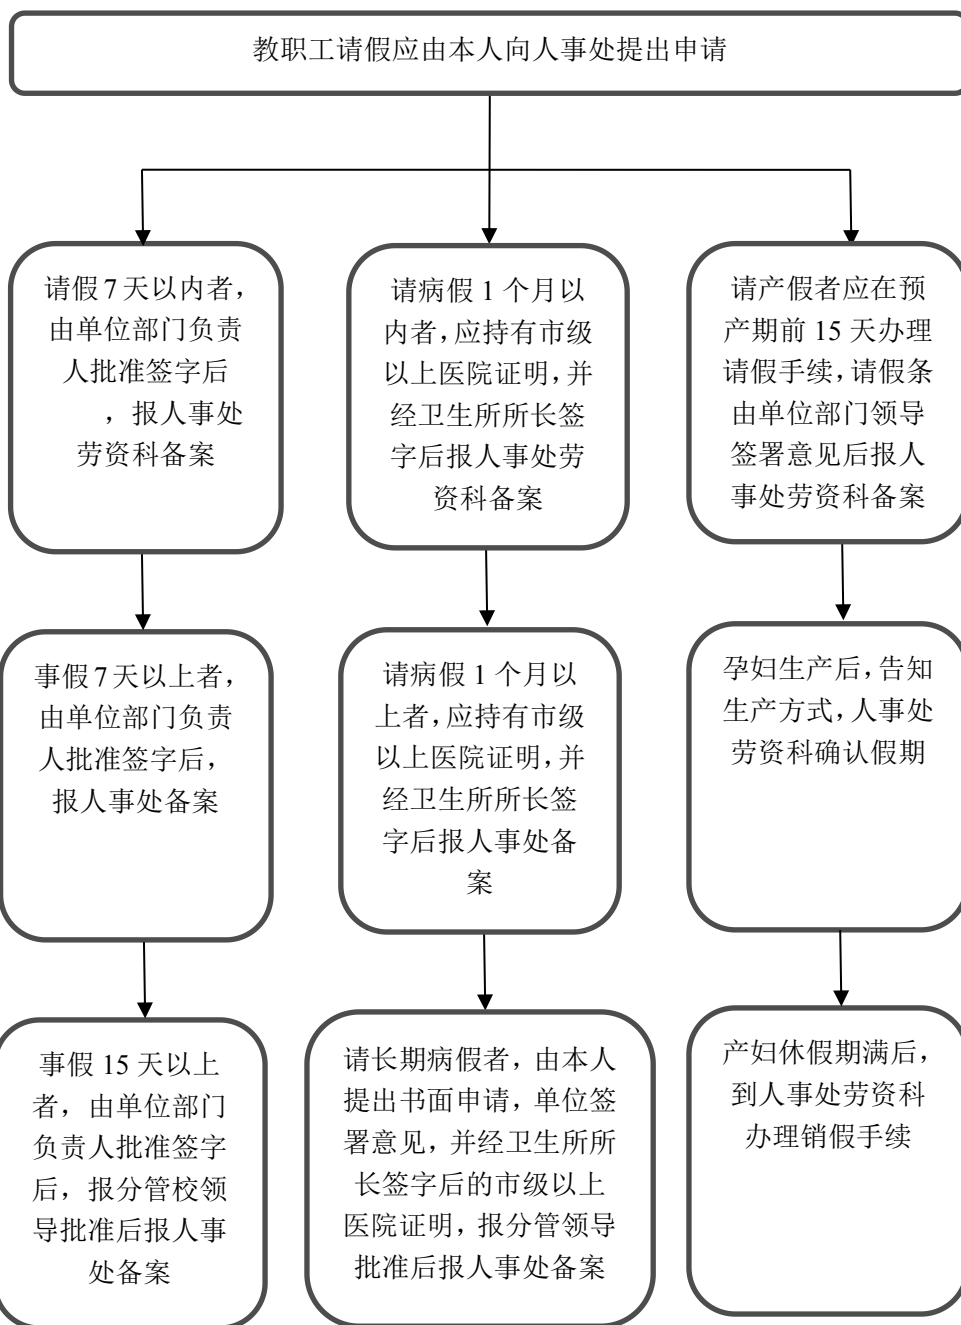 教职工请假应由本人向人事处提出申请
请假 7 天以内者，
由单位部门负责
人批准签字后
，报人事处
劳资科备案
请病假 1 个月以
内者，应持有市级
以上医院证明，并
经卫生所所长签
字后报人事处劳
资科备案
请产假者应在预
产期前 15 天办理
请假手续，请假条
由单位部门领导
签署意见后报人
事处劳资科备案
事假 7 天以上者，
由单位部门负责
人批准签字后，
报人事处备案
请病假 1 个月以
上者，应持有市级
以上医院证明，并
经卫生所所长签
字后报人事处备
案
孕妇生产后，告知
生产方式，人事处
劳资科确认假期
事假 15 天以上
者，由单位部门
负责人批准签字
后，报分管校领
导批准后报人事
处备案
请长期病假者，由本人
提出书面申请，单位签
署意见，并经卫生所所
长签字后的市级以上
医院证明，报分管领导
批准后报人事处备案
产妇休假期满后，
到人事处劳资科
办理销假手续